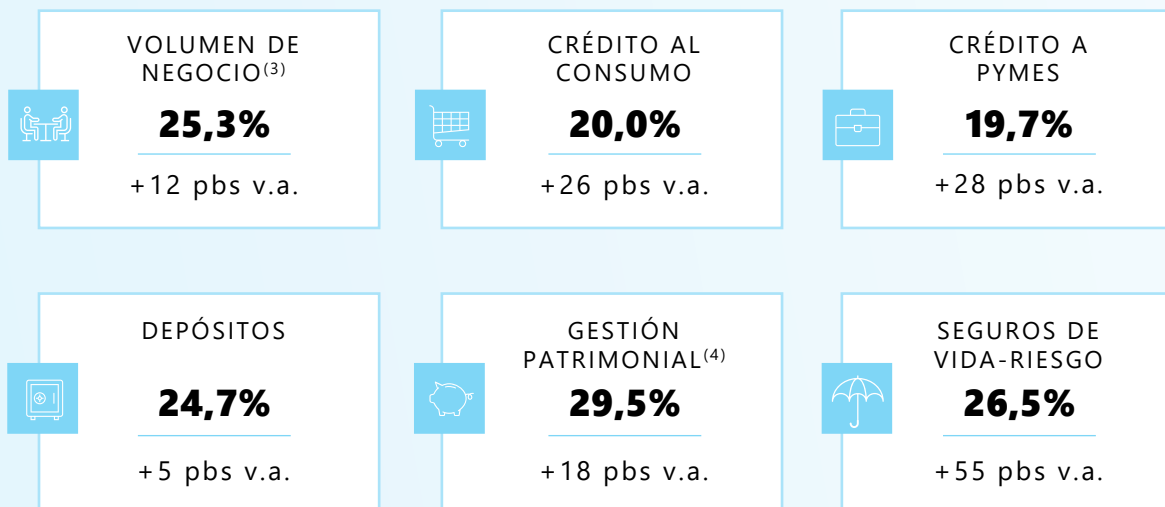 VOLUMEN DE
NEGOCIO(3)
25,3%
+12 pbs v.a.
CRÉDITO AL
CONSUMO
20,0%
+26 pbs v.a.
CRÉDITO A
PYMES
19,7%
+28 pbs v.a.
DEPÓSITOS
24,7%
+5 pbs v.a.
GESTIÓN
PATRIMONIAL(4)
29,5%
+18 pbs v.a.
SEGUROS DE
VIDA-RIESGO
26,5%
+55 pbs v.a.